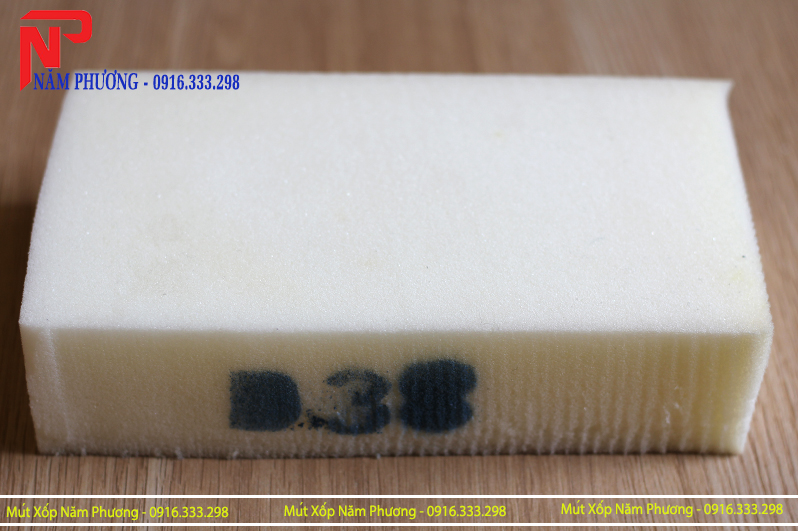 NP
NĂM PHƯƠNG - 0916.333.298
D38
Mút Xốp Năm Phương - 0916.333.298
Mút Xốp Năm Phương - 0916.333.298
Mút Xốp Năm Phương - 0916.333.298